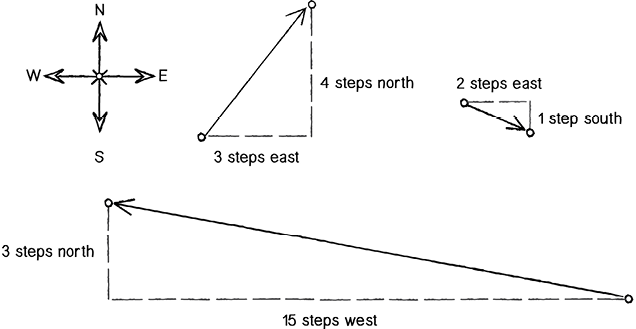 N
W
E
S
4 steps north
3 steps east
2 steps east
1 step south
3 steps north
15 steps west